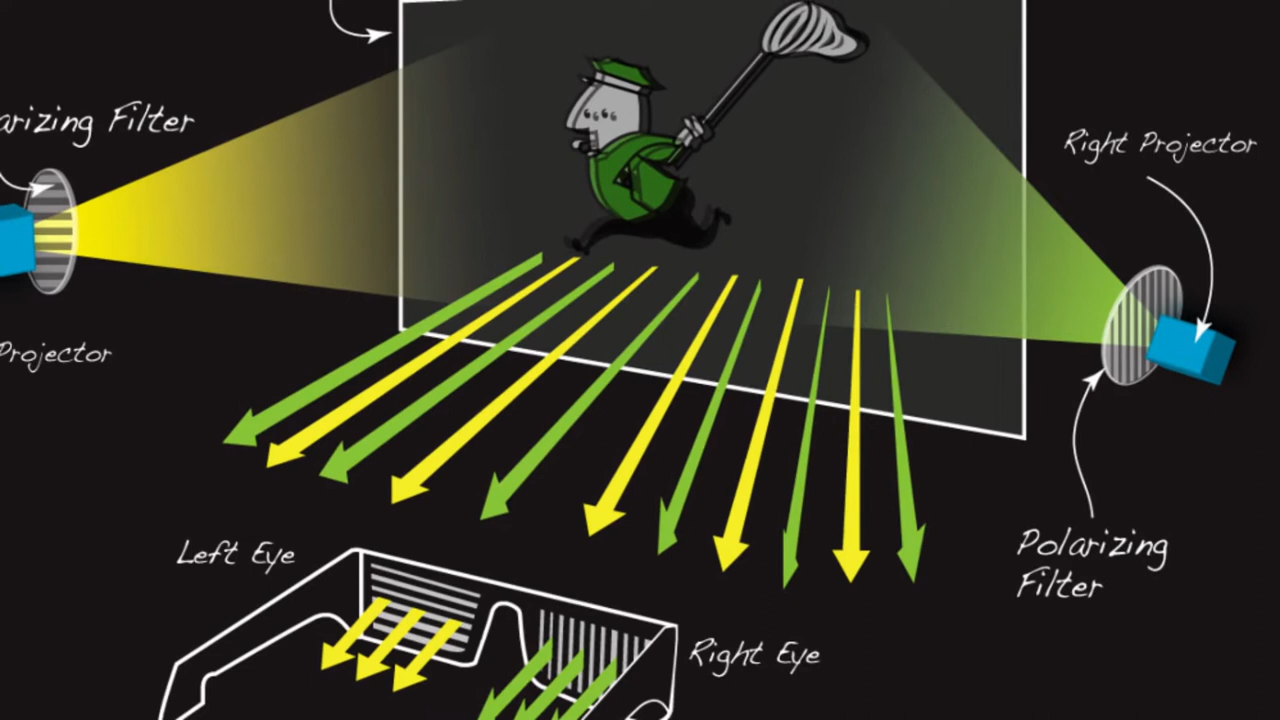 arizing Filter
Right Projector
Projector
Left Eye
Polarizing
Filter
Right Eye